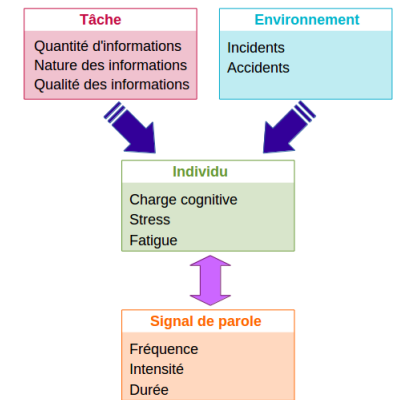 Tâche
Quantité d'informations
Nature des informations
Qualité des informations
Environnement
Incidents
Accidents
Individu
Charge cognitive
Stress
Fatigue
Signal de parole
Fréquence
Intensité
Durée